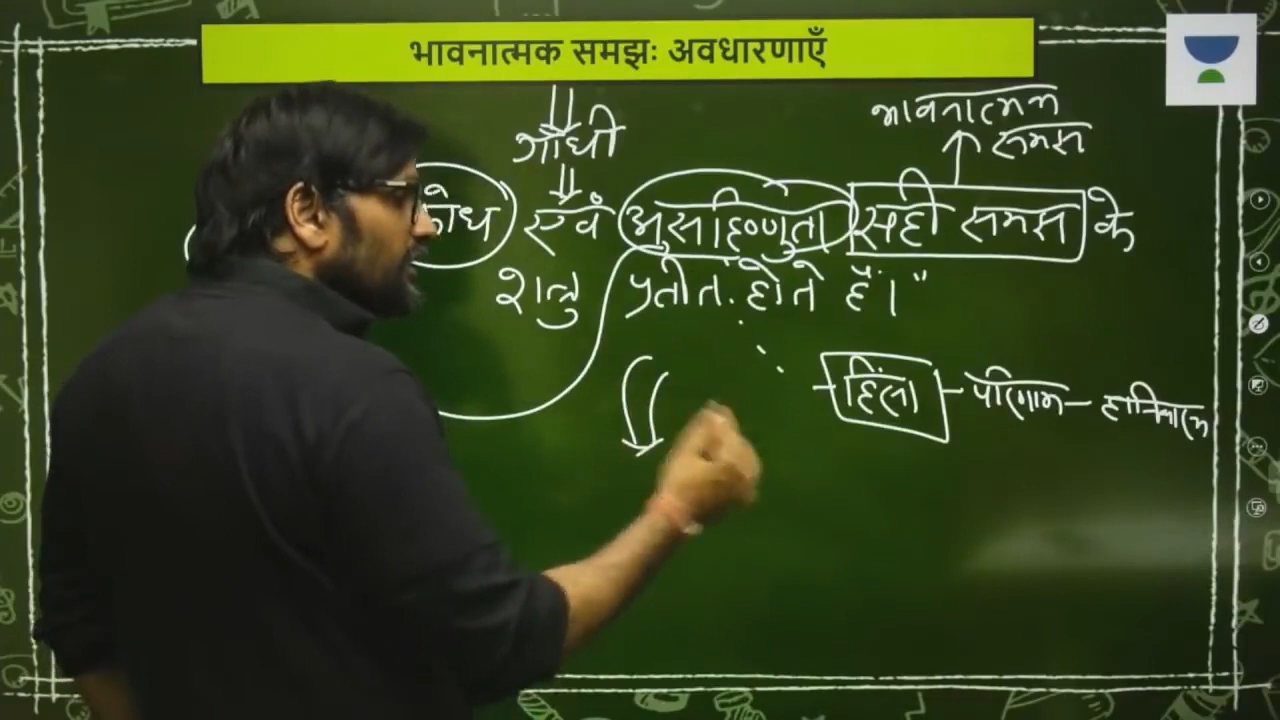 भावनात्मक समझः अवधारणाएँ
गाँधी
भावनात्मक
समझ
एवं असहिष्णुता सही समझ के
शत्रु प्रतीत होते हैं।"
हिंसा - परिणाम - हानिकारक